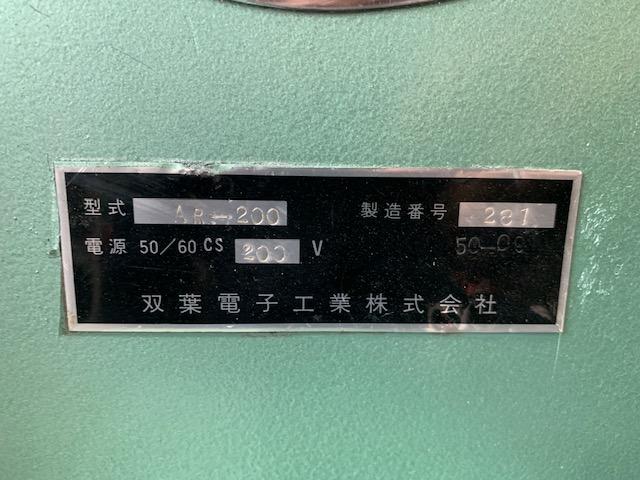 型式 AR-200 製造番号 281
電源 50/60 CS 200 V
双葉電子工業株式会社